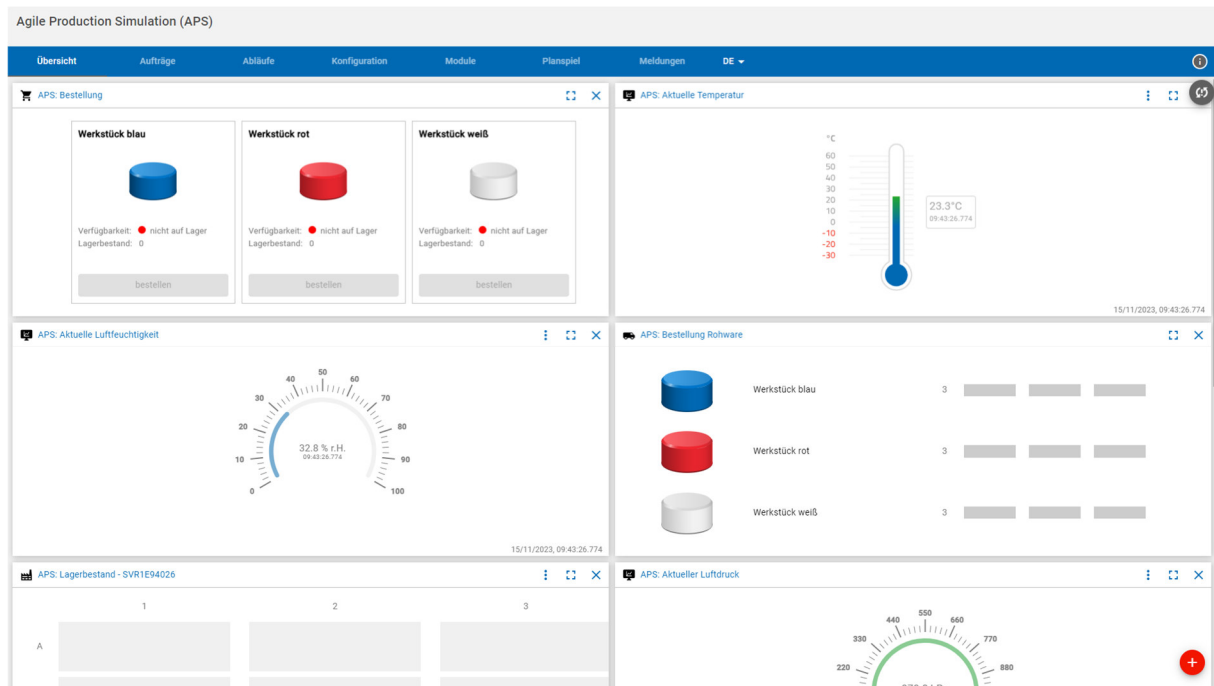 Agile Production Simulation (APS)
Übersicht Aufträge Abläufe Konfiguration Module Planspiel Meldungen DE
APS: Bestellung
Werkstück blau
Verfügbarkeit: nicht auf Lager
Lagerbestand: 0
bestellen
Werkstück rot
Verfügbarkeit: nicht auf Lager
Lagerbestand: 0
bestellen
Werkstück weiß
Verfügbarkeit: nicht auf Lager
Lagerbestand: 0
bestellen
APS: Aktuelle Temperatur
°C
60
50
40
30
20
10
0
-10
-20
-30
23.3°C
09:43:26.774
15/11/2023, 09:43:26.774
APS: Aktuelle Luftfeuchtigkeit
0
10
20
30
40
50
60
70
80
90
100
32.8 % r.H.
09:43:26.774
15/11/2023, 09:43:26.774
APS: Bestellung Rohware
Werkstück blau 3
Werkstück rot 3
Werkstück weiß 3
APS: Lagerbestand - SVR1E94026
1 2 3
A
APS: Aktueller Luftdruck
220
330
440
550
660
770
880